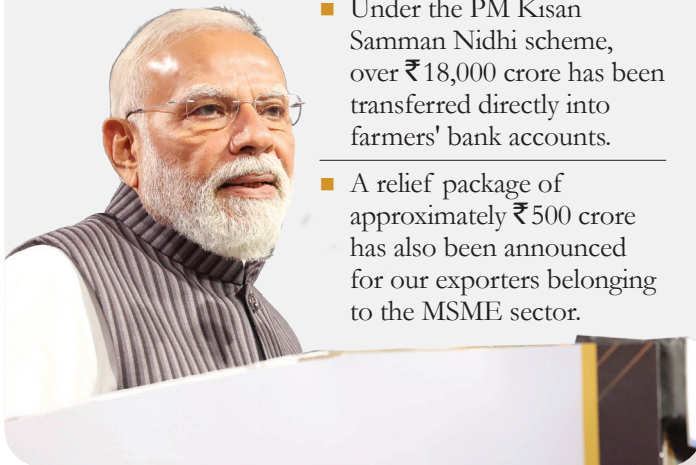 Under the PM Kisan
Samman Nidhi scheme,
over ₹18,000 crore has been
transferred directly into
farmers' bank accounts.
A relief package of
approximately ₹500 crore
has also been announced
for our exporters belonging
to the MSME sector.